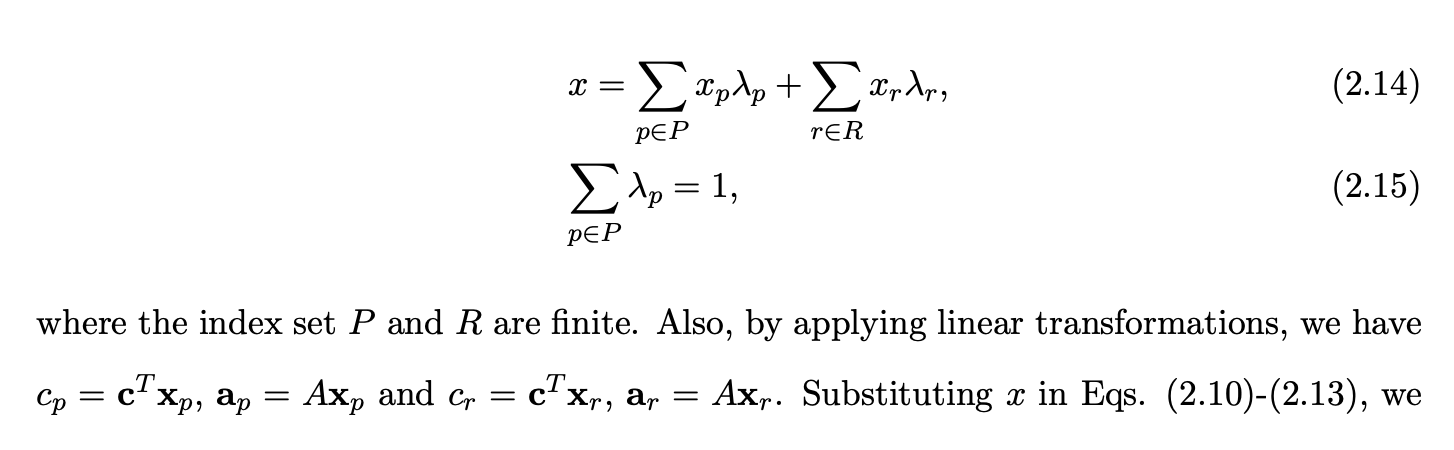 x = ∑_{p∈P} x_p λ_p + ∑_{r∈R} x_r λ_r, (2.14)
∑_{p∈P} λ_p = 1, (2.15)
where the index set P and R are finite. Also, by applying linear transformations, we have
c_p = 𝐜^T 𝐱_p, 𝐚_p = A𝐱_p and c_r = 𝐜^T 𝐱_r, 𝐚_r = A𝐱_r. Substituting x in Eqs. (2.10)-(2.13), we